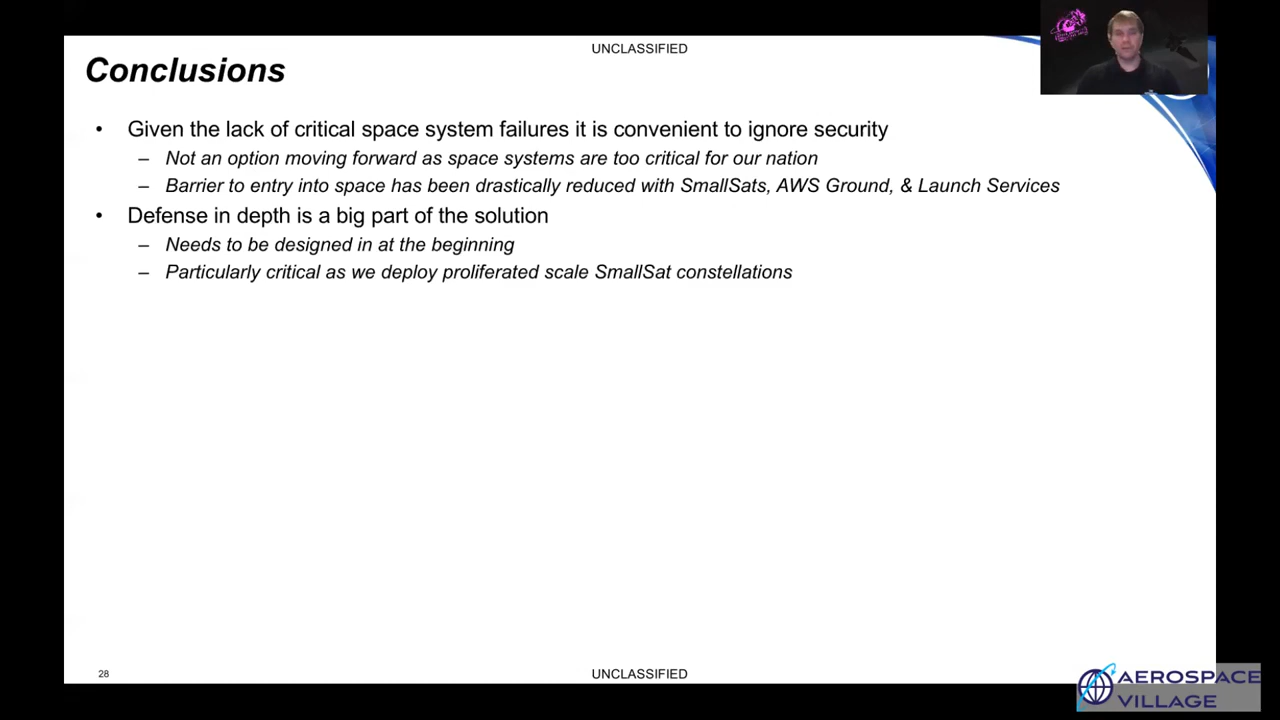 UNCLASSIFIED
Conclusions
• Given the lack of critical space system failures it is convenient to ignore security
– Not an option moving forward as space systems are too critical for our nation
– Barrier to entry into space has been drastically reduced with SmallSats, AWS Ground, & Launch Services
• Defense in depth is a big part of the solution
– Needs to be designed in at the beginning
– Particularly critical as we deploy proliferated scale SmallSat constellations
28
UNCLASSIFIED
AEROSPACE
VILLAGE